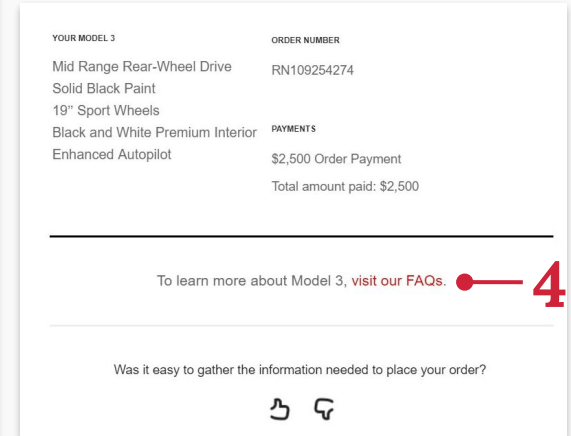 YOUR MODEL 3
Mid Range Rear-Wheel Drive
Solid Black Paint
19” Sport Wheels
Black and White Premium Interior
Enhanced Autopilot
ORDER NUMBER
RN109254274
PAYMENTS
$2,500 Order Payment
Total amount paid: $2,500
To learn more about Model 3, visit our FAQs.
4
Was it easy to gather the information needed to place your order?